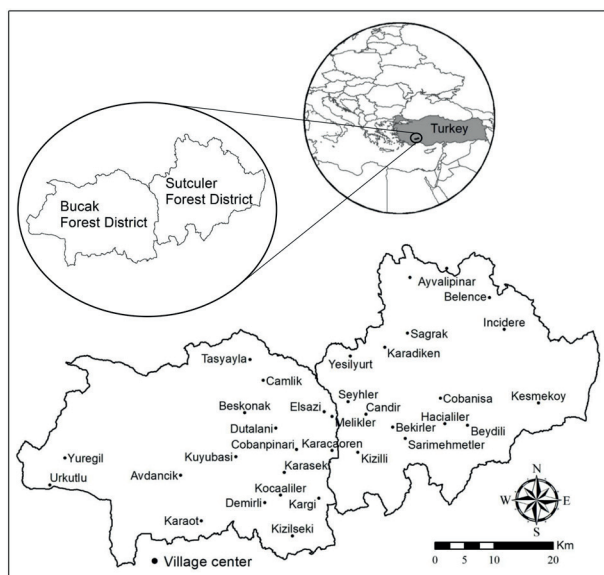 Turkey
Sutculer
Forest District
Bucak
Forest District
Ayvalipinar
Belence
Incidere
Sagrak
Karadiken
Yesilyurt
Tasyayla
Camlik
Seyhler
Cobanisa
Kesmekoy
Beskonak
Elsazi
Candir
Hacialiler
Melikler
Dutalani
Bekirler
Beydili
Cobanpinari
Karacaoren
Sarimehmetler
Yuregil
Kuyubasi
Kizilli
Karasek
Urkutlu
Avdancik
Kocaaliler
Demirli
Kargi
Karaot
Kizilseki
N
W
E
S
Village center
Km
0 5 10 20